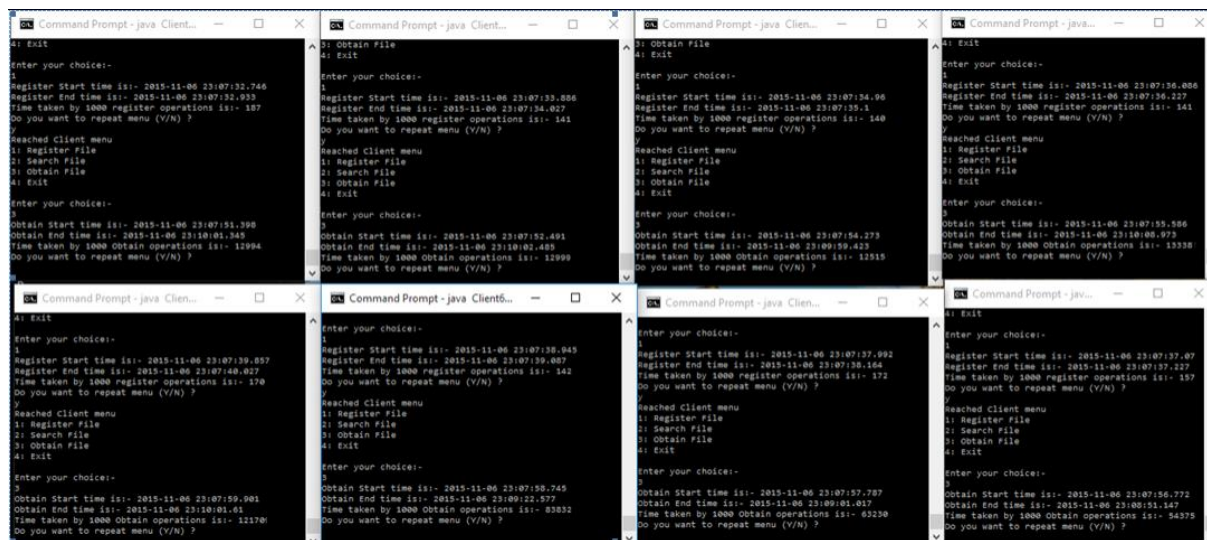 Command Prompt - java Client...
4: Exit
Enter your choice:-
1
Register Start time is:- 2015-11-06 23:07:32.746
Register End time is:- 2015-11-06 23:07:32.933
Time taken by 1000 register operations is:- 187
Do you want to repeat menu (Y/N) ?
y
Reached Client menu
1: Register File
2: Search File
3: Obtain File
4: Exit
Enter your choice:-
3
Obtain Start time is:- 2015-11-06 23:07:51.398
Obtain End time is:- 2015-11-06 23:10:01.345
Time taken by 1000 Obtain operations is:- 12994
Do you want to repeat menu (Y/N) ?
Command Prompt - java Client...
3: Obtain File
4: Exit
Enter your choice:-
1
Register Start time is:- 2015-11-06 23:07:33.886
Register End time is:- 2015-11-06 23:07:34.027
Time taken by 1000 register operations is:- 141
Do you want to repeat menu (Y/N) ?
y
Reached Client menu
1: Register File
2: Search File
3: Obtain File
4: Exit
Enter your choice:-
3
Obtain Start time is:- 2015-11-06 23:07:52.491
Obtain End time is:- 2015-11-06 23:10:02.485
Time taken by 1000 Obtain operations is:- 12999
Do you want to repeat menu (Y/N) ?
Command Prompt - java Clien...
3: Obtain File
4: Exit
Enter your choice:-
1
Register Start time is:- 2015-11-06 23:07:34.96
Register End time is:- 2015-11-06 23:07:35.1
Time taken by 1000 register operations is:- 140
Do you want to repeat menu (Y/N) ?
y
Reached Client menu
1: Register File
2: Search File
3: Obtain File
4: Exit
Enter your choice:-
3
Obtain Start time is:- 2015-11-06 23:07:54.273
Obtain End time is:- 2015-11-06 23:09:59.423
Time taken by 1000 Obtain operations is:- 12515
Do you want to repeat menu (Y/N) ?
Command Prompt - java...
4: Exit
Enter your choice:-
1
Register Start time is:- 2015-11-06 23:07:36.086
Register End time is:- 2015-11-06 23:07:36.227
Time taken by 1000 register operations is:- 141
Do you want to repeat menu (Y/N) ?
y
Reached Client menu
1: Register File
2: Search File
3: Obtain File
4: Exit
Enter your choice:-
3
Obtain Start time is:- 2015-11-06 23:07:55.586
Obtain End time is:- 2015-11-06 23:10:08.973
Time taken by 1000 Obtain operations is:- 13338
Do you want to repeat menu (Y/N) ?
Command Prompt - java Clien...
4: Exit
Enter your choice:-
1
Register Start time is:- 2015-11-06 23:07:39.857
Register End time is:- 2015-11-06 23:07:40.027
Time taken by 1000 register operations is:- 170
Do you want to repeat menu (Y/N) ?
y
Reached Client menu
1: Register File
2: Search File
3: Obtain File
4: Exit
Enter your choice:-
3
Obtain Start time is:- 2015-11-06 23:07:59.901
Obtain End time is:- 2015-11-06 23:10:01.61
Time taken by 1000 Obtain operations is:- 12170
Do you want to repeat menu (Y/N) ?
Command Prompt - java Client6...
Enter your choice:-
1
Register Start time is:- 2015-11-06 23:07:38.945
Register End time is:- 2015-11-06 23:07:39.087
Time taken by 1000 register operations is:- 142
Do you want to repeat menu (Y/N) ?
y
Reached Client menu
1: Register File
2: Search File
3: Obtain File
4: Exit
Enter your choice:-
3
Obtain Start time is:- 2015-11-06 23:07:58.745
Obtain End time is:- 2015-11-06 23:09:22.577
Time taken by 1000 Obtain operations is:- 83832
Do you want to repeat menu (Y/N) ?
Command Prompt - java Clien...
Enter your choice:-
1
Register Start time is:- 2015-11-06 23:07:37.992
Register End time is:- 2015-11-06 23:07:38.164
Time taken by 1000 register operations is:- 172
Do you want to repeat menu (Y/N) ?
y
Reached Client menu
1: Register File
2: Search File
3: Obtain File
4: Exit
Enter your choice:-
3
Obtain Start time is:- 2015-11-06 23:07:57.787
Obtain End time is:- 2015-11-06 23:09:01.017
Time taken by 1000 Obtain operations is:- 63230
Do you want to repeat menu (Y/N) ?
Command Prompt - jav...
4: Exit
Enter your choice:-
1
Register Start time is:- 2015-11-06 23:07:37.07
Register End time is:- 2015-11-06 23:07:37.227
Time taken by 1000 register operations is:- 157
Do you want to repeat menu (Y/N) ?
y
Reached Client menu
1: Register File
2: Search File
3: Obtain File
4: Exit
Enter your choice:-
3
Obtain Start time is:- 2015-11-06 23:07:56.772
Obtain End time is:- 2015-11-06 23:08:51.147
Time taken by 1000 Obtain operations is:- 54375
Do you want to repeat menu (Y/N) ?